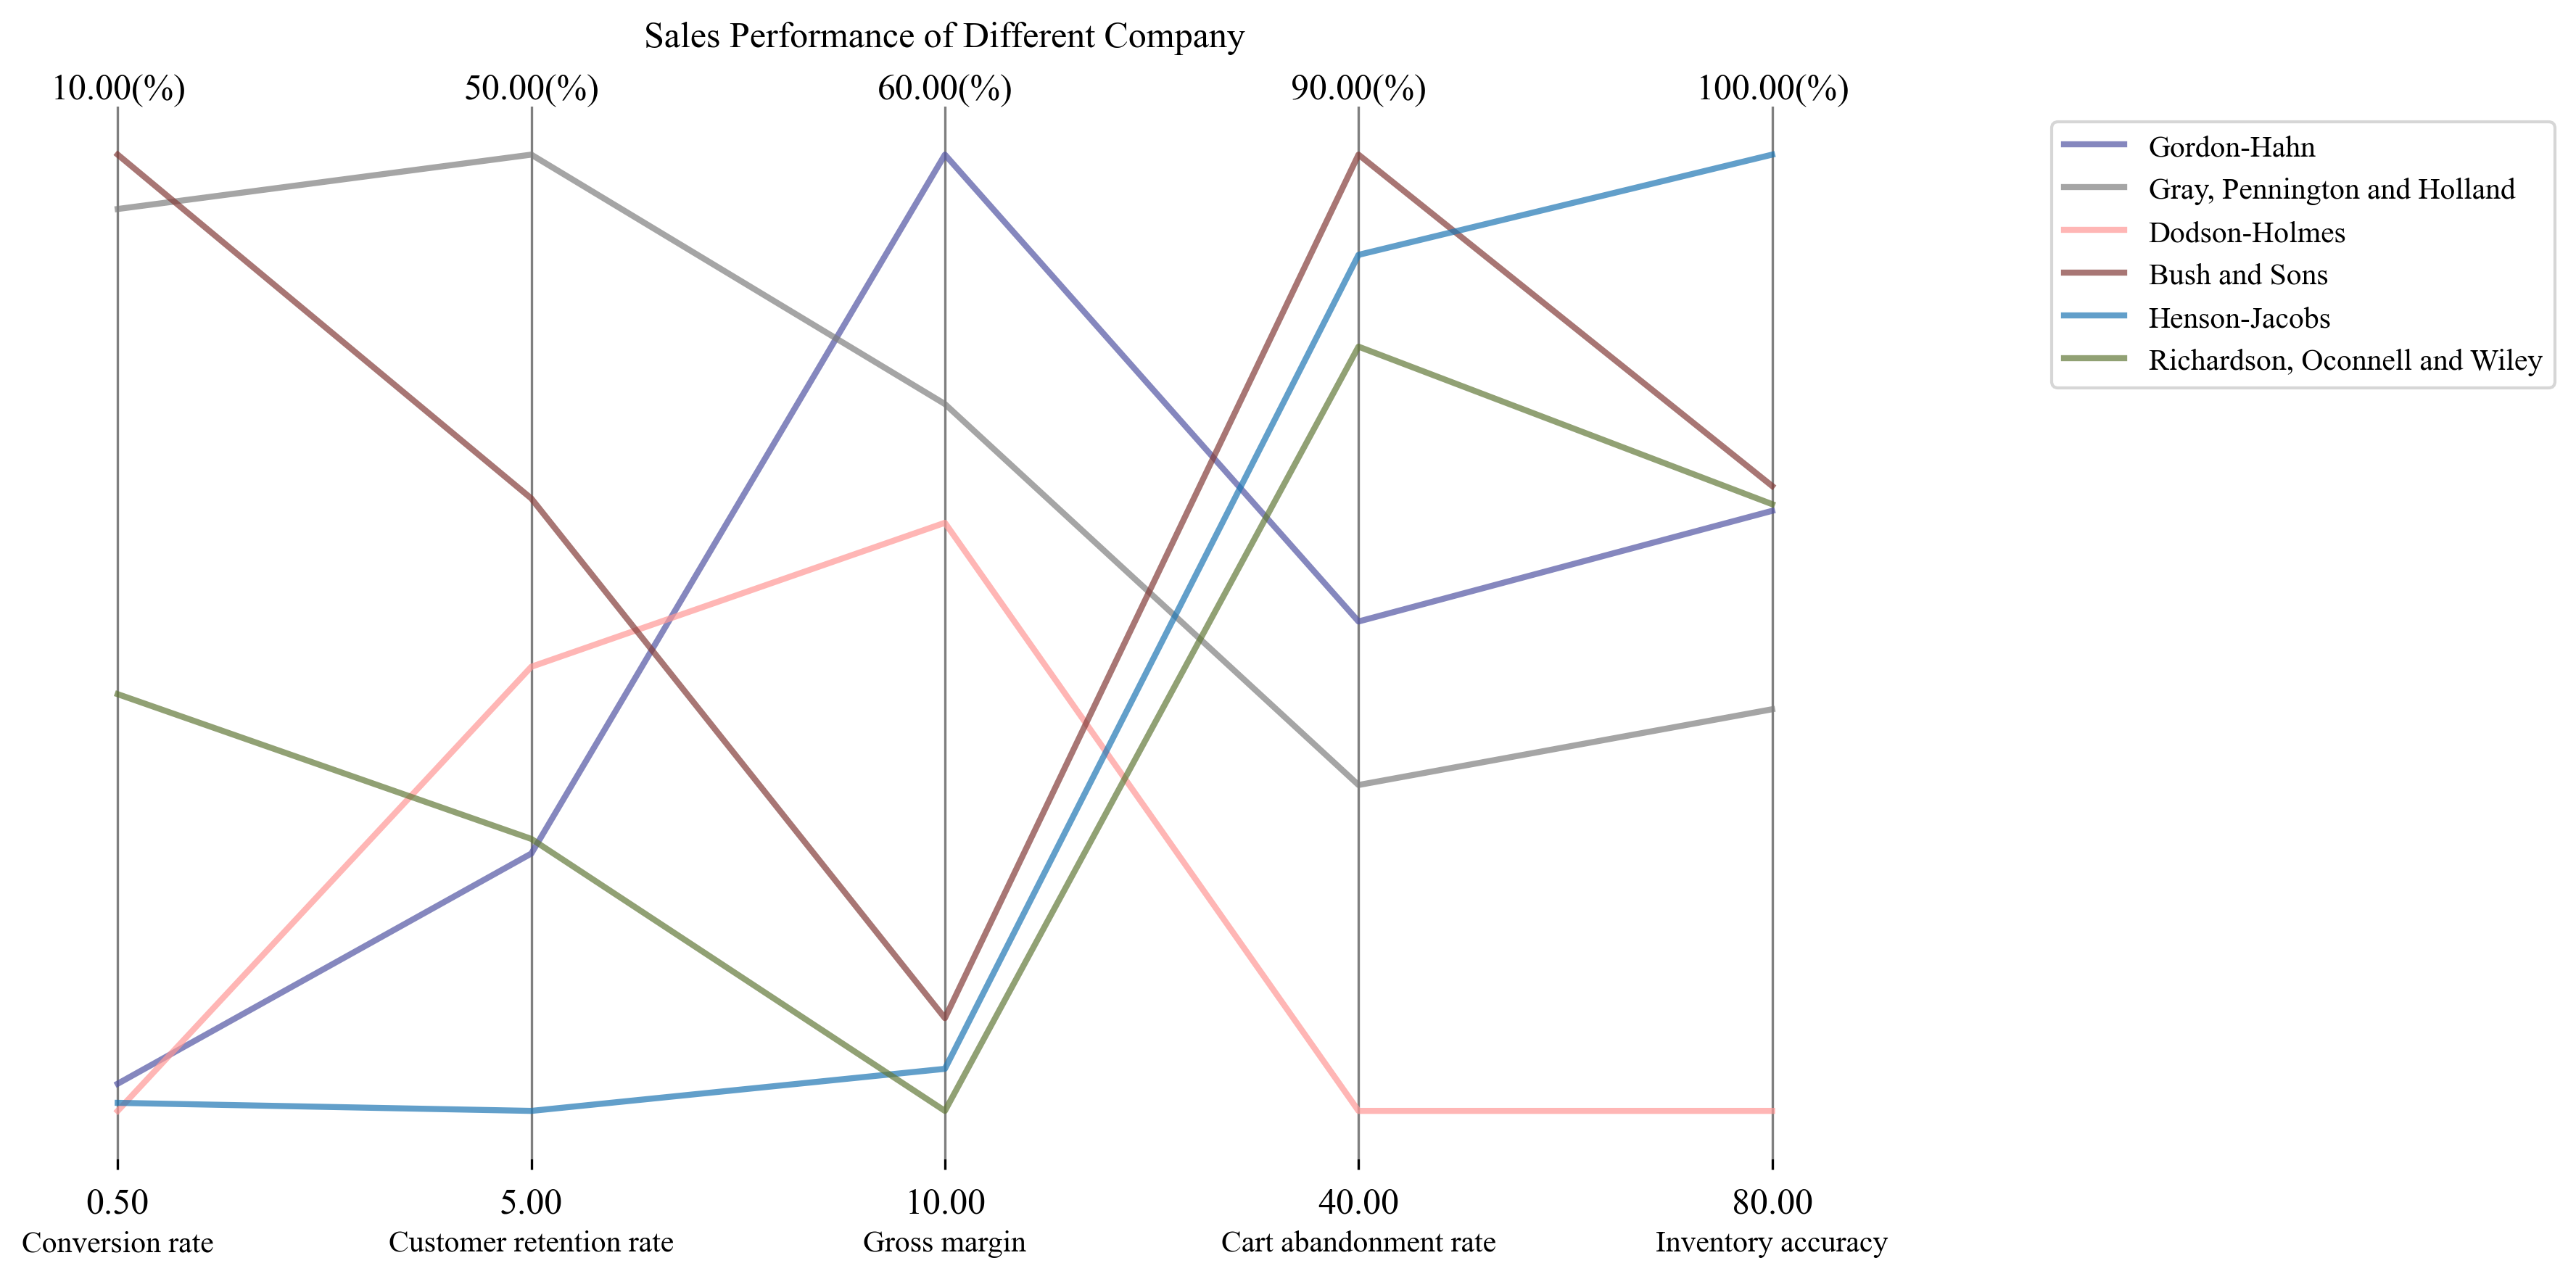 Sales Performance of Different Company
10.00(%) 50.00(%) 60.00(%) 90.00(%) 100.00(%)
Gordon-Hahn
Gray, Pennington and Holland
Dodson-Holmes
Bush and Sons
Henson-Jacobs
Richardson, Oconnell and Wiley
0.50 5.00 10.00 40.00 80.00
Conversion rate Customer retention rate Gross margin Cart abandonment rate Inventory accuracy